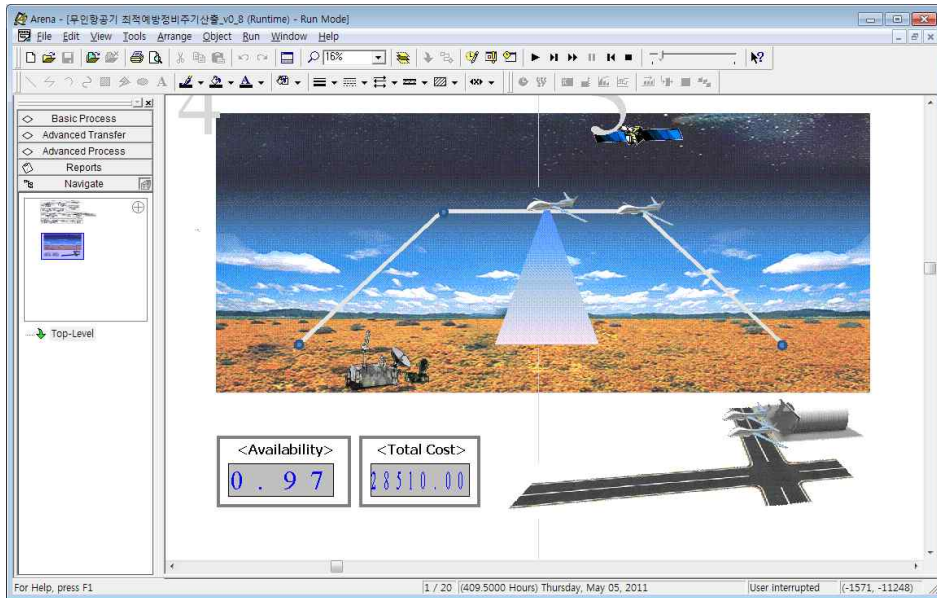 Arena - [무인항공기 최적예방정비주기산출_v0_8 (Runtime) - Run Mode]
File Edit View Tools Arrange Object Run Window Help
16%
Basic Process
Advanced Transfer
Advanced Process
Reports
Navigate
Top-Level
4 3
<Availability> <Total Cost>
0.97 28510.00
For Help, press F1 1 / 20 (409.5000 Hours) Thursday, May 05, 2011 User interrupted (-1571, -11248)